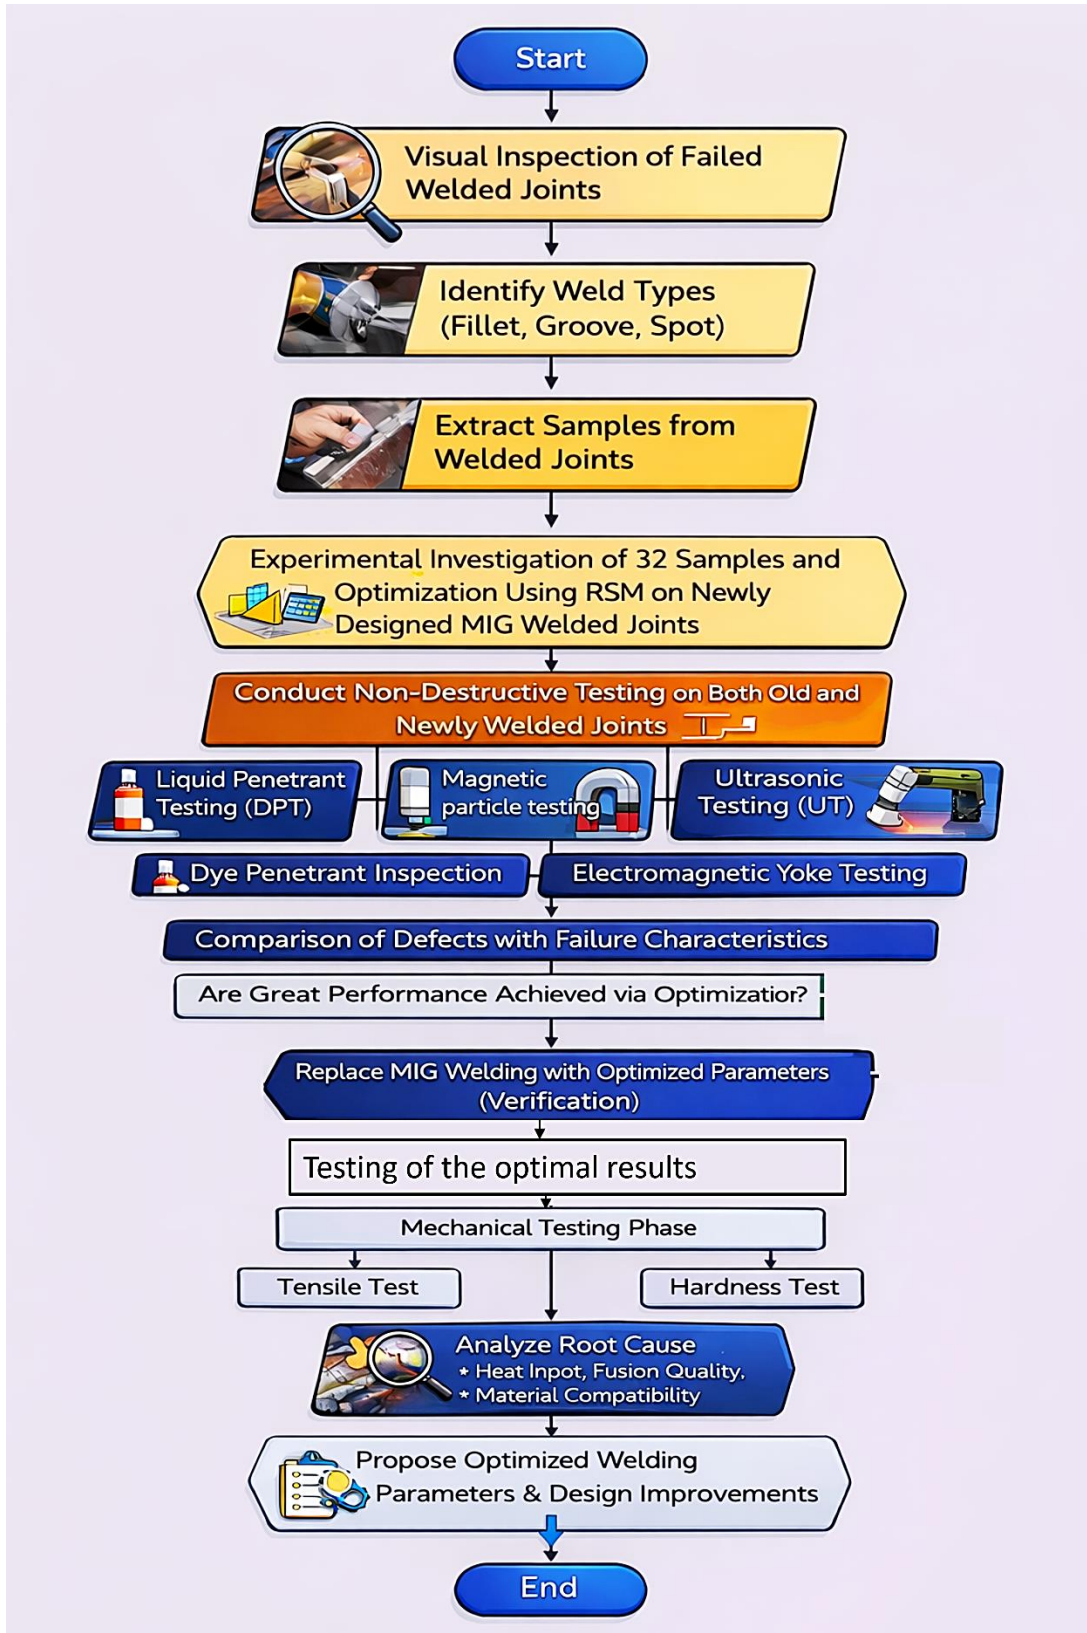 Start
Visual Inspection of Failed
Welded Joints
Identify Weld Types
(Fillet, Groove, Spot)
Extract Samples from
Welded Joints
Experimental Investigation of 32 Samples and
Optimization Using RSM on Newly
Designed MIG Welded Joints
Conduct Non-Destructive Testing on Both Old and
Newly Welded Joints
Liquid Penetrant
Testing (DPT)
Magnetic
particle testing
Ultrasonic
Testing (UT)
Dye Penetrant Inspection
Electromagnetic Yoke Testing
Comparison of Defects with Failure Characteristics
Are Great Performance Achieved via Optimization?
Replace MIG Welding with Optimized Parameters
(Verification)
Testing of the optimal results
Mechanical Testing Phase
Tensile Test
Hardness Test
Analyze Root Cause
* Heat Inpot, Fusion Quality,
* Material Compatibility
Propose Optimized Welding
Parameters & Design Improvements
End